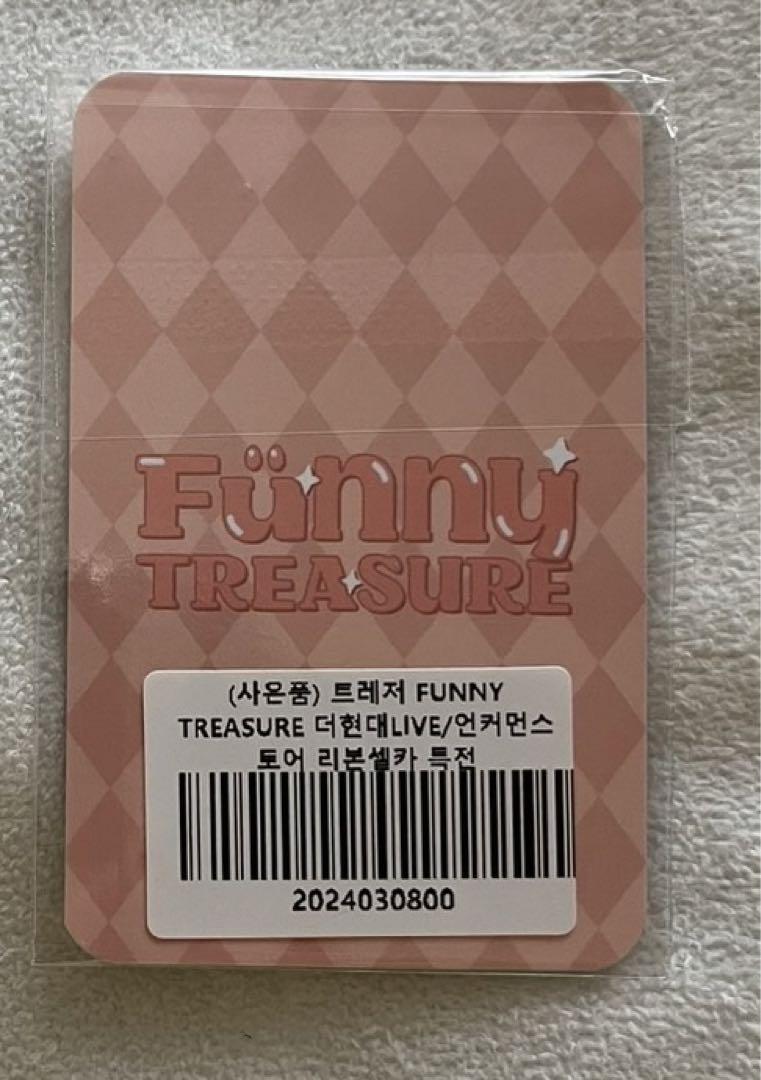 Fünny
TREASURE
(사은품) 트레저 FUNNY
TREASURE 더현대LIVE/언커먼스
토어 리본셀카 특전
2024030800